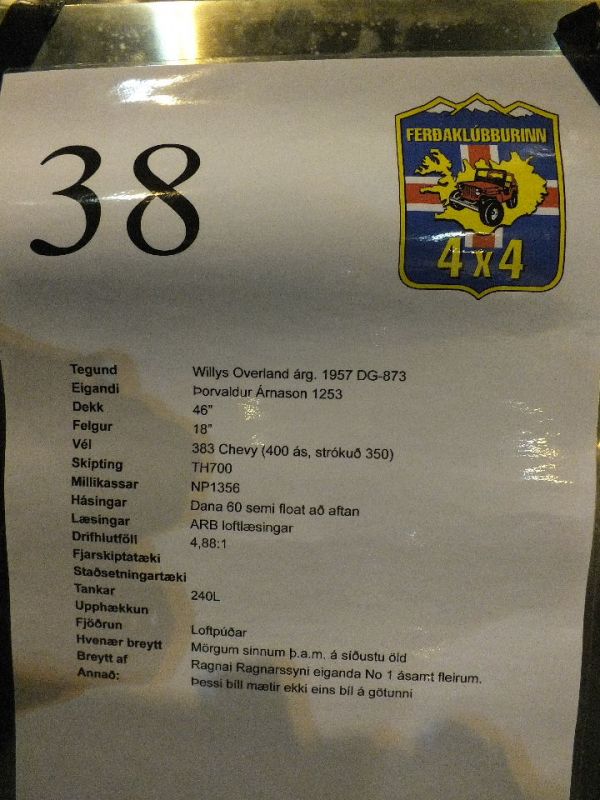 38
FERÐAKLÚBBURINN
4x4
Tegund Willys Overland árg. 1957 DG-873
Eigandi Þorvaldur Árnason 1253
Dekk 46"
Felgur 18"
Vél 383 Chevy (400 ás, strókuð 350)
Skipting TH700
Millikassar NP1356
Hásingar Dana 60 semi float að aftan
Læsingar ARB loftlæsingar
Drifhlutföll 4,88:1
Fjarskiptatæki
Staðsetningartæki
Tankar 240L
Upphækkun
Fjöðrun Loftpúðar
Hvenær breytt Mörgum sinnum þ.a.m. á síðustu öld
Breytt af Ragnai Ragnarssyni eiganda No 1 ásamt fleirum.
Annað: Þessi bíll mætir ekki eins bíl á götunni